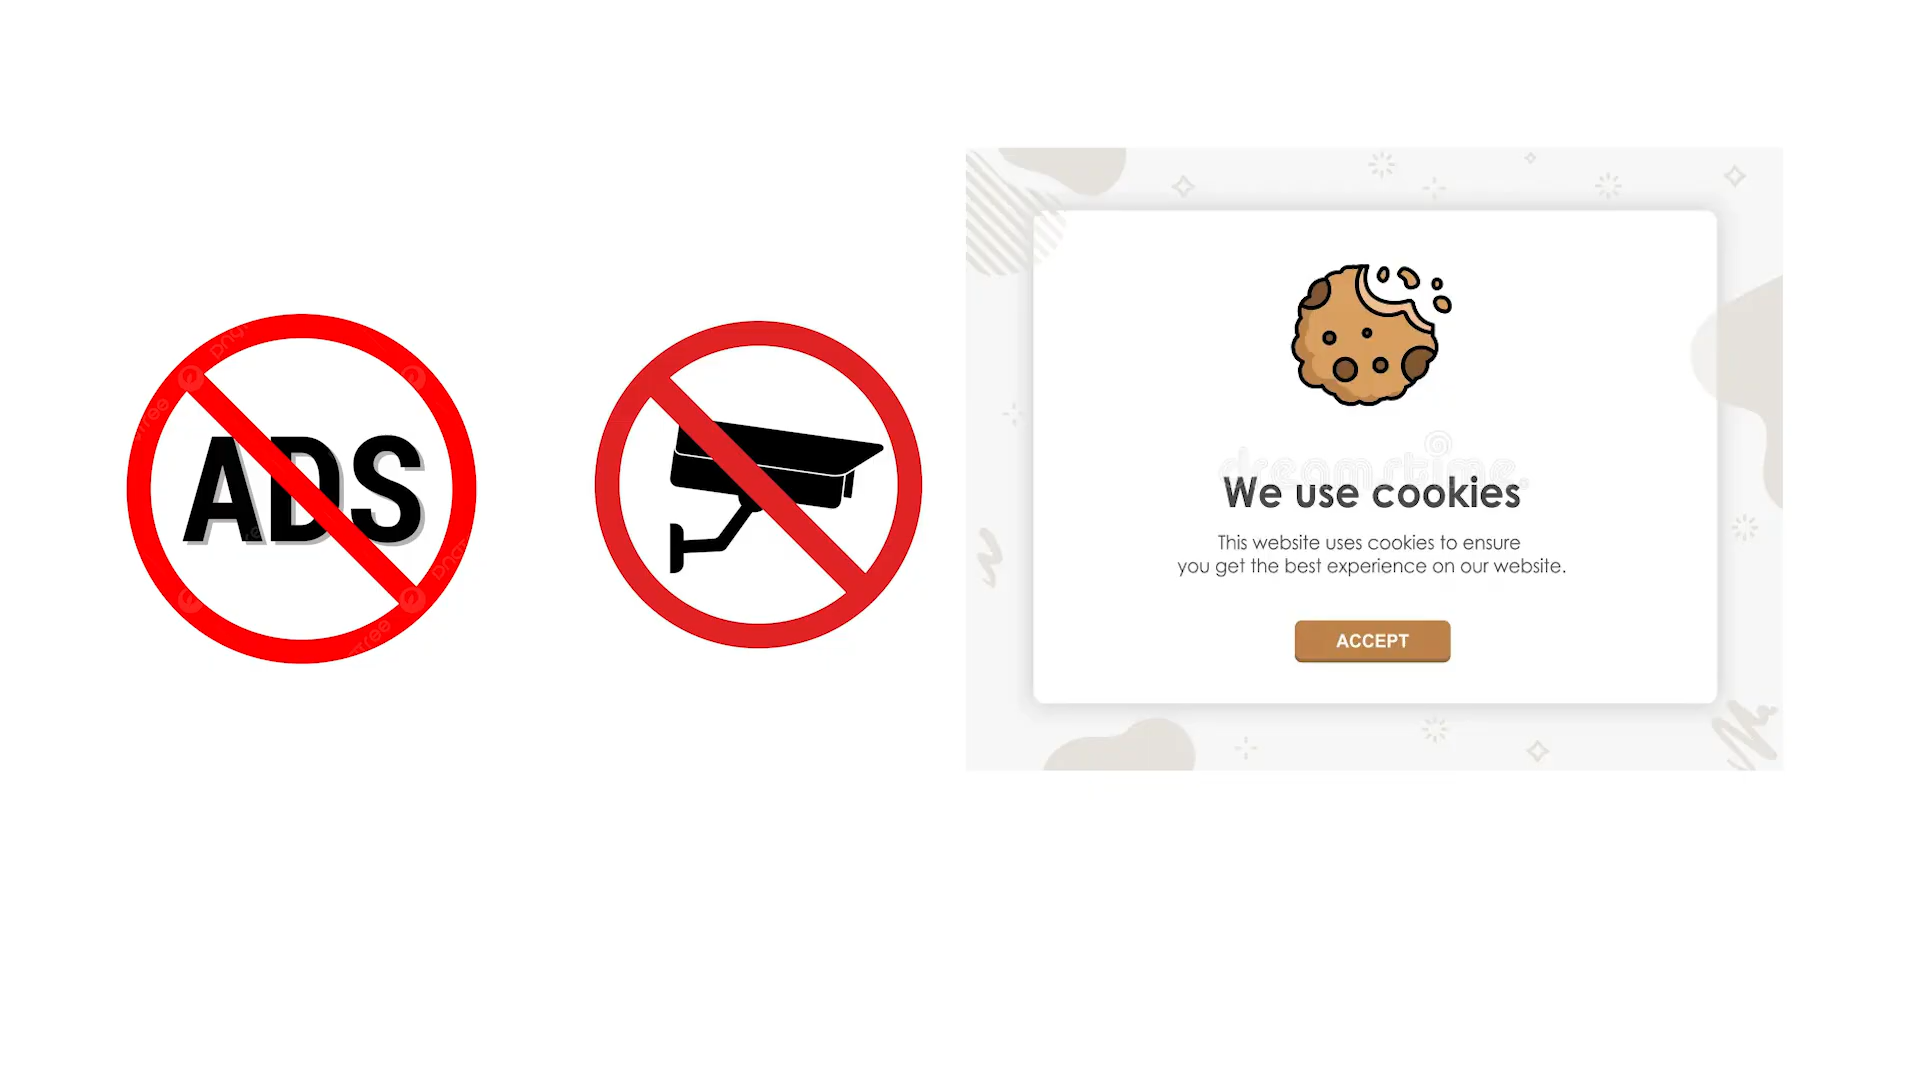 ADS
dreamstime.
We use cookies
This website uses cookies to ensure
you get the best experience on our website.
ACCEPT